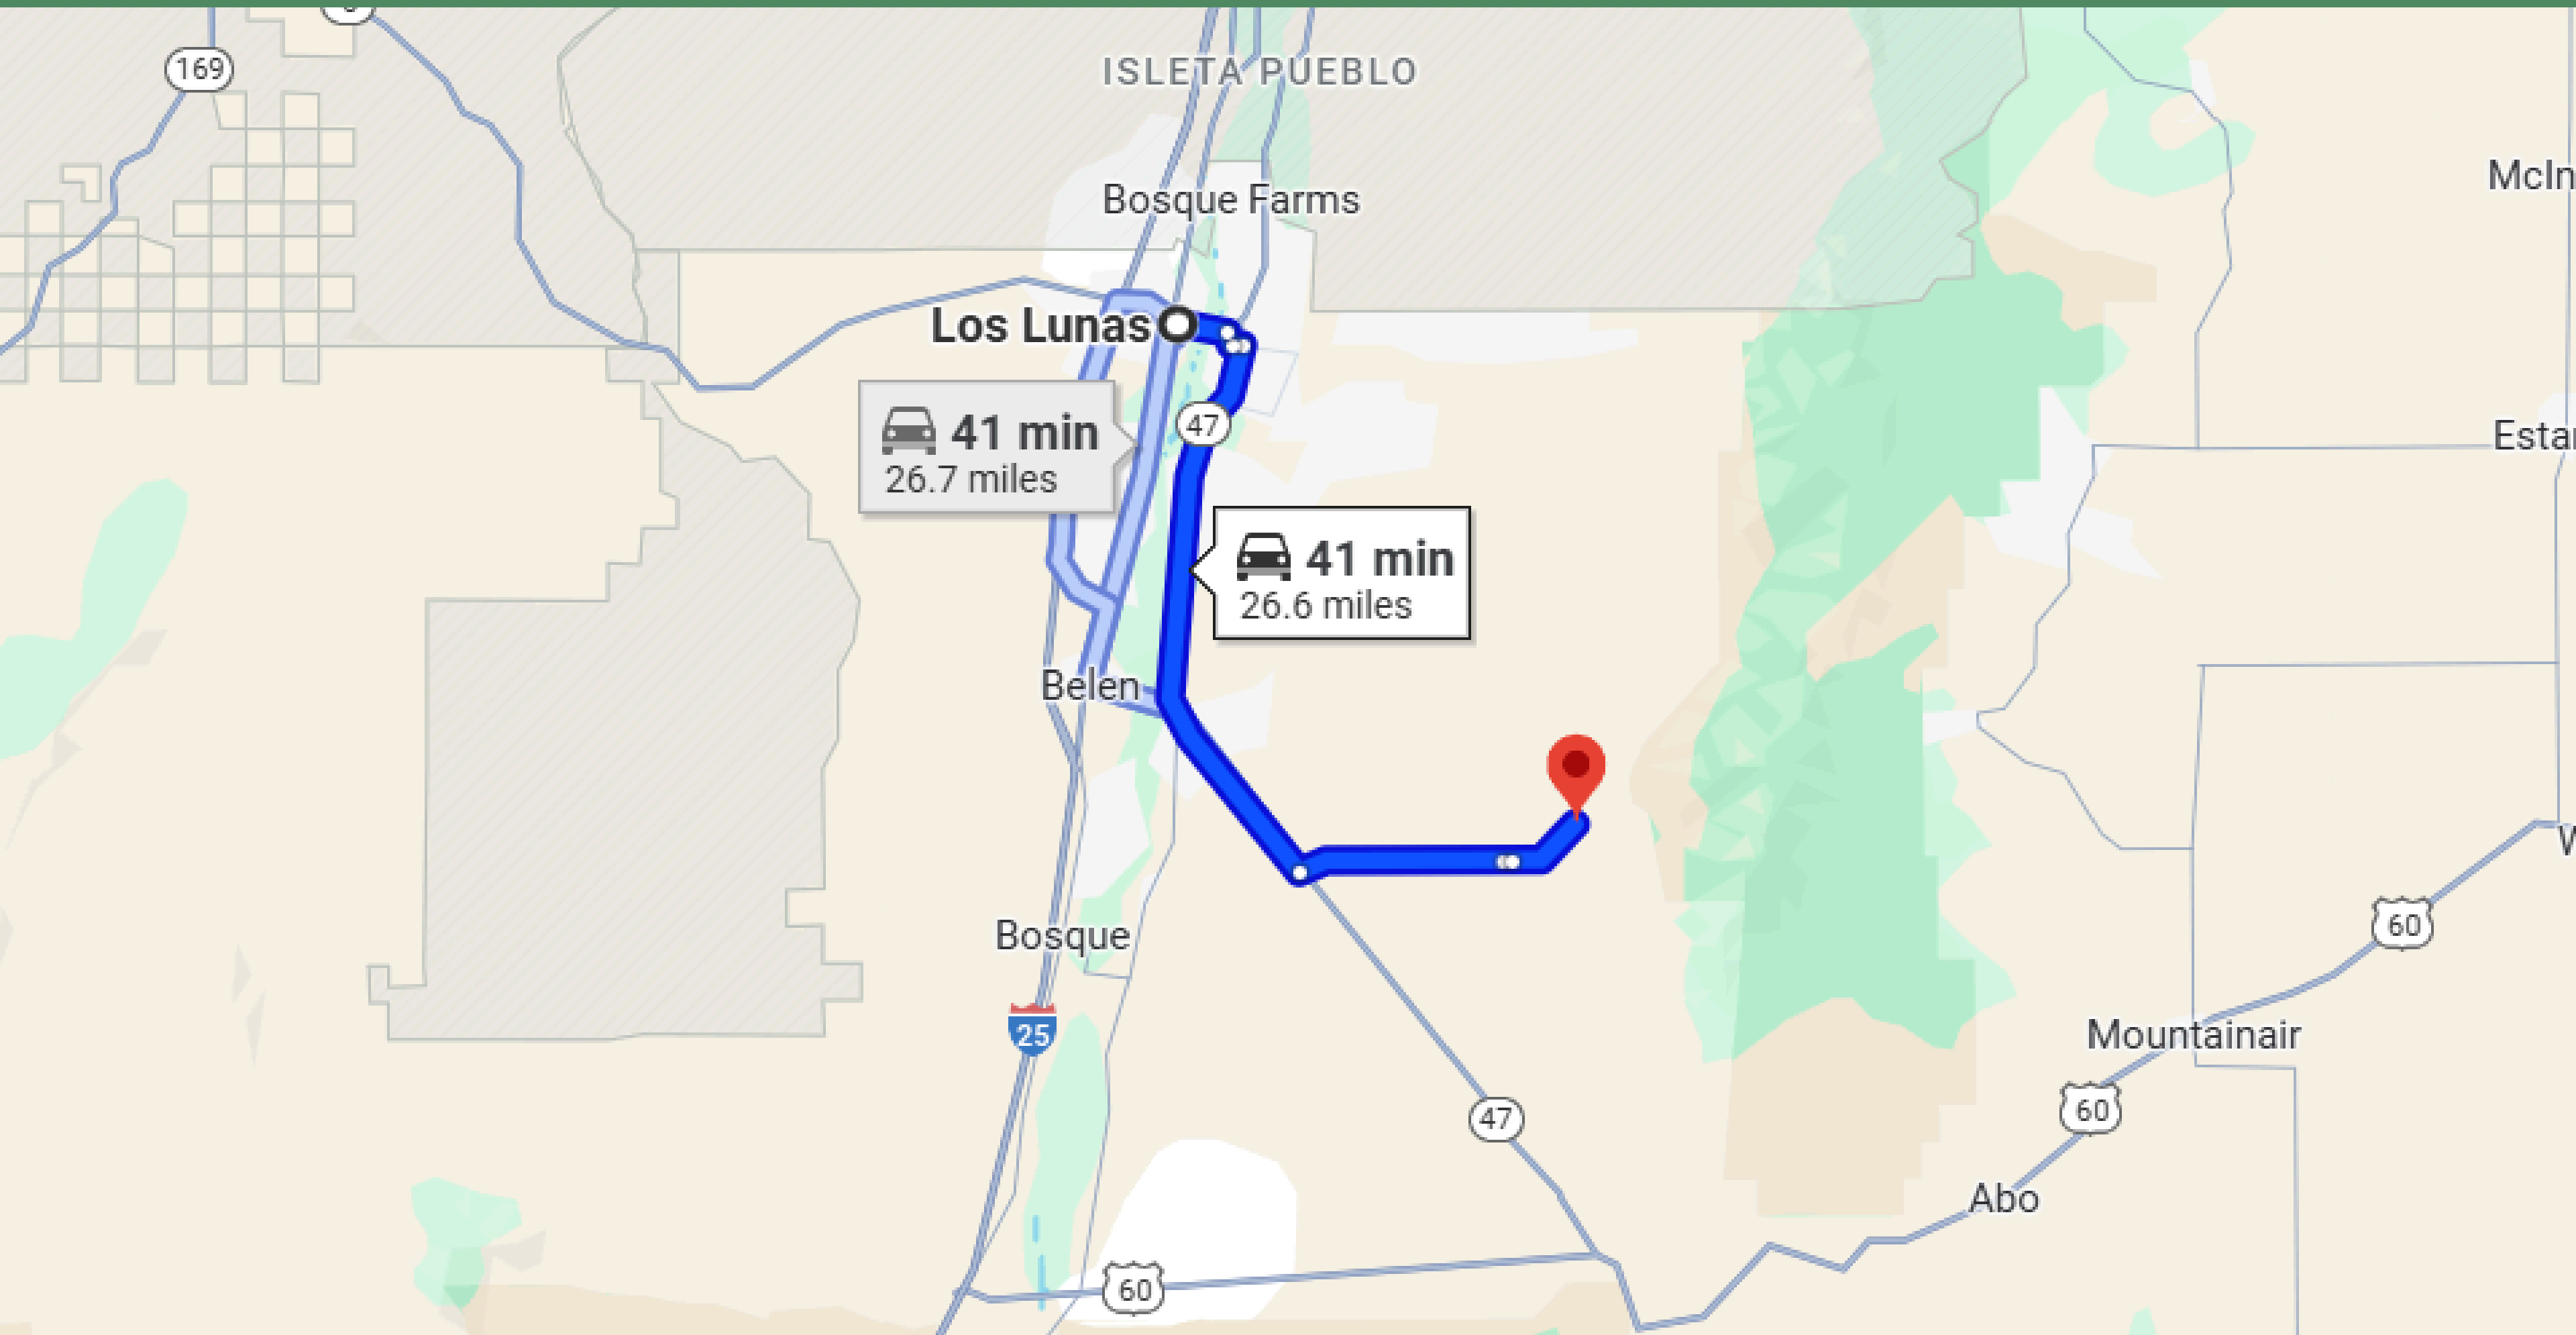 169
ISLETA PUEBLO
Bosque Farms
McIn
Los Lunas
41 min
26.7 miles
47
Esta
41 min
26.6 miles
Belen
W
60
Bosque
25
Mountainair
60
47
Abo
60